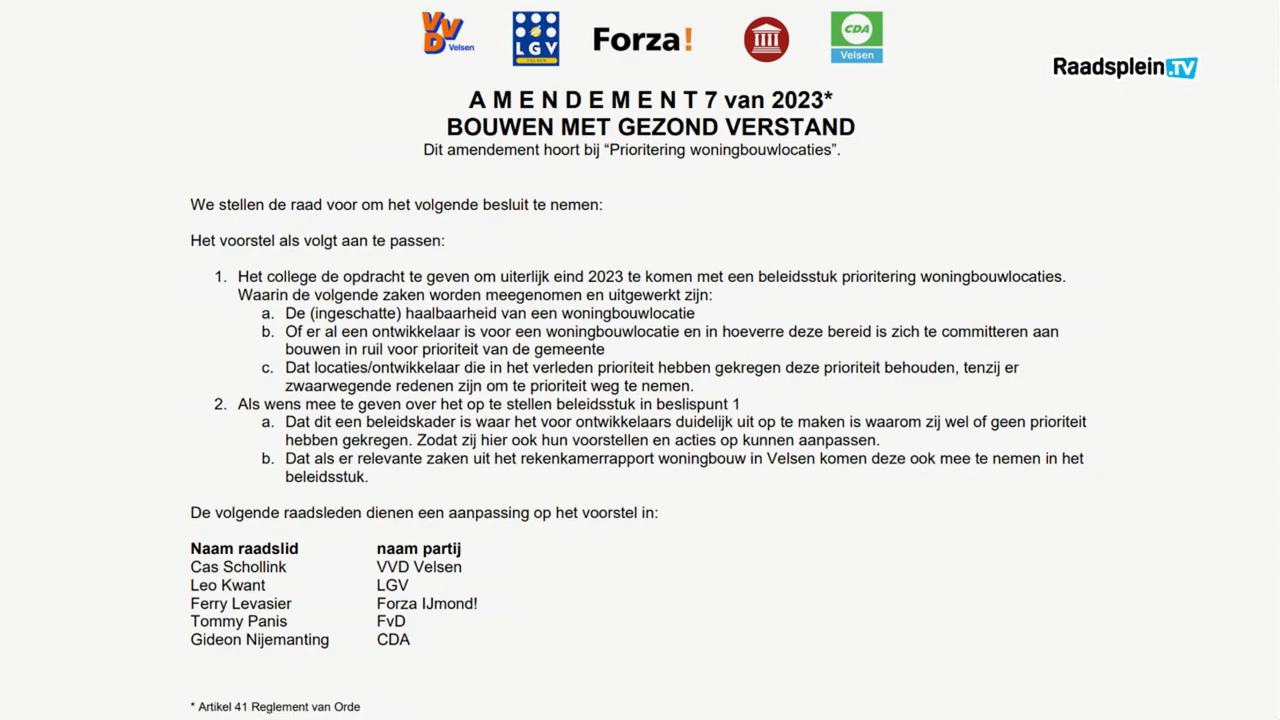 VVD Velsen
LGV
VELSEN
Forza!
CDA
Velsen
Raadsplein.TV
AMENDEMENT 7 van 2023*
BOUWEN MET GEZOND VERSTAND
Dit amendement hoort bij “Prioritering woningbouwlocaties”.
We stellen de raad voor om het volgende besluit te nemen:
Het voorstel als volgt aan te passen:
1. Het college de opdracht te geven om uiterlijk eind 2023 te komen met een beleidsstuk prioritering woningbouwlocaties.
Waarin de volgende zaken worden meegenomen en uitgewerkt zijn:
a. De (ingeschatte) haalbaarheid van een woningbouwlocatie
b. Of er al een ontwikkelaar is voor een woningbouwlocatie en in hoeverre deze bereid is zich te committeren aan
bouwen in ruil voor prioriteit van de gemeente
c. Dat locaties/ontwikkelaar die in het verleden prioriteit hebben gekregen deze prioriteit behouden, tenzij er
zwaarwegende redenen zijn om te prioriteit weg te nemen.
2. Als wens mee te geven over het op te stellen beleidsstuk in beslispunt 1
a. Dat dit een beleidskader is waar het voor ontwikkelaars duidelijk uit op te maken is waarom zij wel of geen prioriteit
hebben gekregen. Zodat zij hier ook hun voorstellen en acties op kunnen aanpassen.
b. Dat als er relevante zaken uit het rekenkamerrapport woningbouw in Velsen komen deze ook mee te nemen in het
beleidsstuk.
De volgende raadsleden dienen een aanpassing op het voorstel in:
Naam raadslid naam partij
Cas Schollink VVD Velsen
Leo Kwant LGV
Ferry Levasier Forza IJmond!
Tommy Panis FvD
Gideon Nijemanting CDA
* Artikel 41 Reglement van Orde